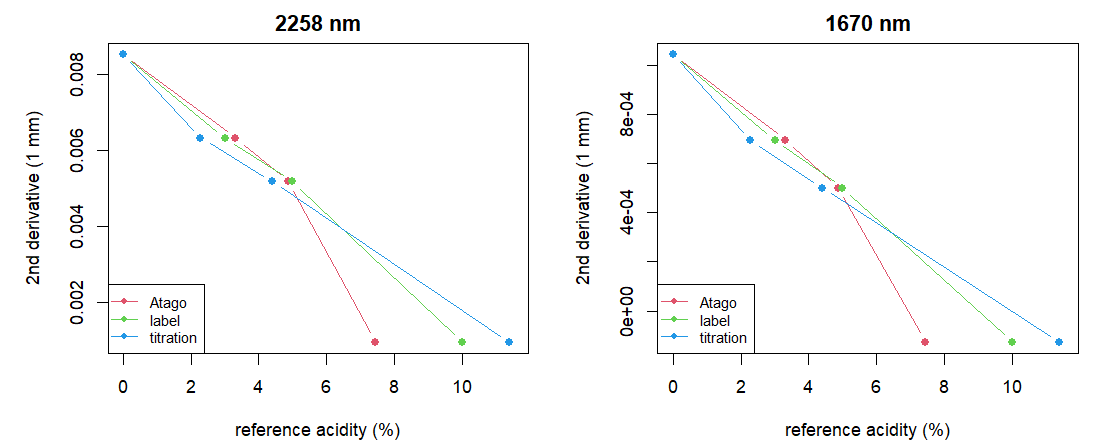 2258 nm
2nd derivative (1 mm)
0.008
0.006
0.004
0.002
Atago
label
titration
0 2 4 6 8 10
reference acidity (%)
1670 nm
2nd derivative (1 mm)
8e-04
4e-04
0e+00
Atago
label
titration
0 2 4 6 8 10
reference acidity (%)